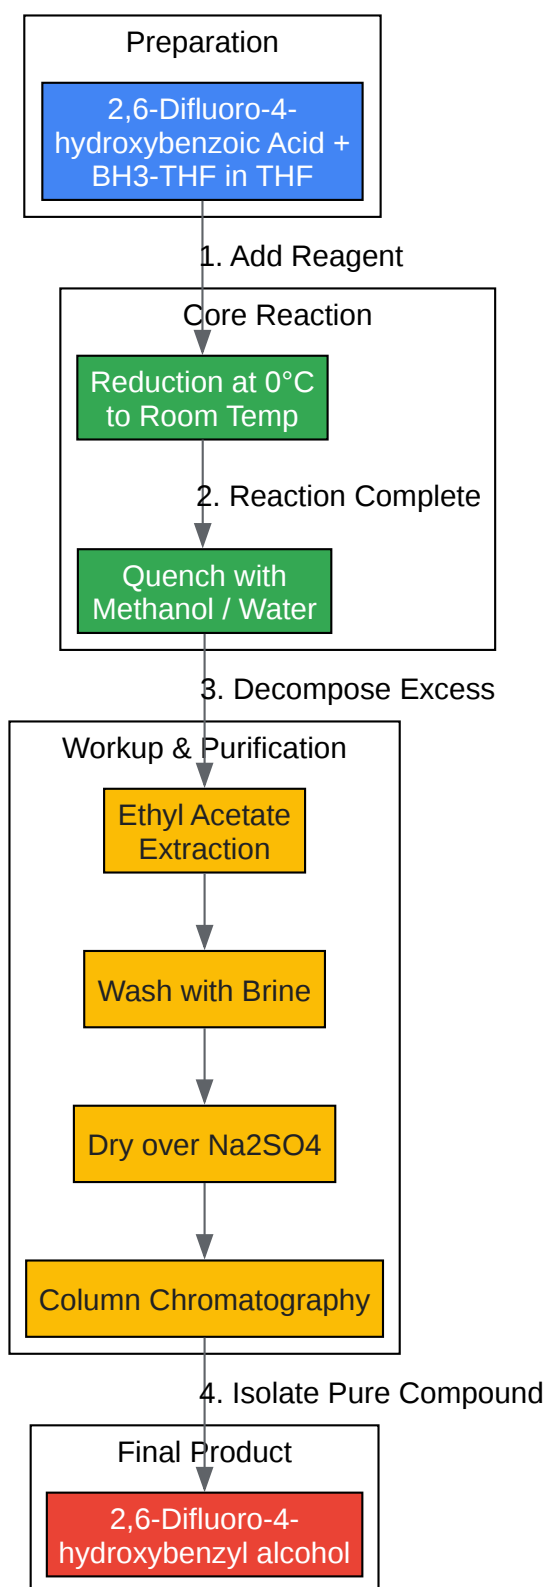 Preparation
2,6-Difluoro-4-
hydroxybenzoic Acid +
BH3-THF in THF
1. Add Reagent
Core Reaction
Reduction at 0°C
to Room Temp
2. Reaction Complete
Quench with
Methanol / Water
3. Decompose Excess
Workup & Purification
Ethyl Acetate
Extraction
Wash with Brine
Dry over Na2SO4
Column Chromatography
4. Isolate Pure Compound
Final Product
2,6-Difluoro-4-
hydroxybenzyl alcohol